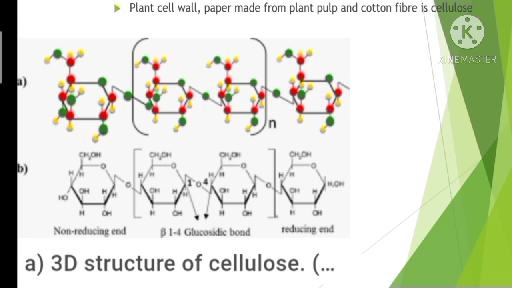 Plant cell wall, paper made from plant pulp and cotton fibre is cellulose
KINEMASTER
a)
n
b)
CH₂OH CH₂OH CH₂OH CH₂OH
O O O O
H H H H
OH H 1 O 4 OH H H,OH
HO
H OH H OH H OH H OH
Non-reducing end β 1-4 Glucosidic bond reducing end
a) 3D structure of cellulose. (...